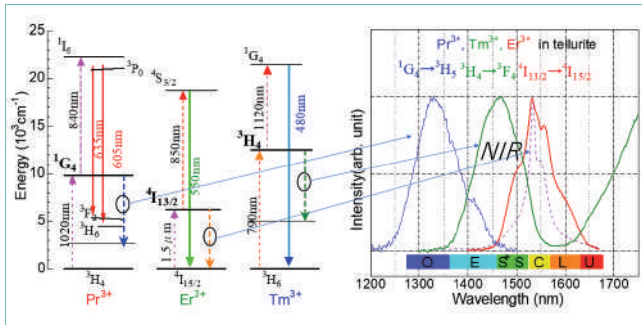 Energy (10³cm⁻¹)
25
20
15
10
5
0
¹I₆
³P₀
840nm
635nm
605nm
¹G₄
³F₄
³H₆
1020nm
³H₄
Pr³⁺
⁴S₃/₂
850nm
550nm
⁴I₁₃/₂
1.5μm
⁴I₁₅/₂
Er³⁺
¹G₄
1120nm
480nm
³H₄
790nm
³H₆
Tm³⁺
Pr³⁺, Tm³⁺, Er³⁺ in tellurite
¹G₄→³H₅ ³H₄→³F₄ ⁴I₁₃/₂→⁴I₁₅/₂
NIR
Intensity(arb. unit)
O E S S C L U
1200 1300 1400 1500 1600 1700
Wavelength (nm)